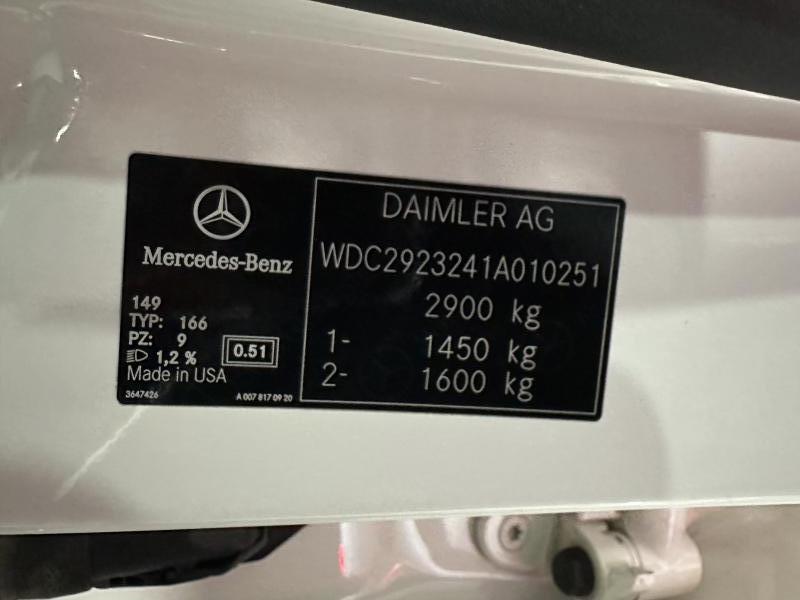 Mercedes-Benz
149
TYP: 166
PZ: 9
1,2 %
0.51
Made in USA
3647426
A 007 817 09 20
DAIMLER AG
WDC2923241A010251
2900 kg
1- 1450 kg
2- 1600 kg